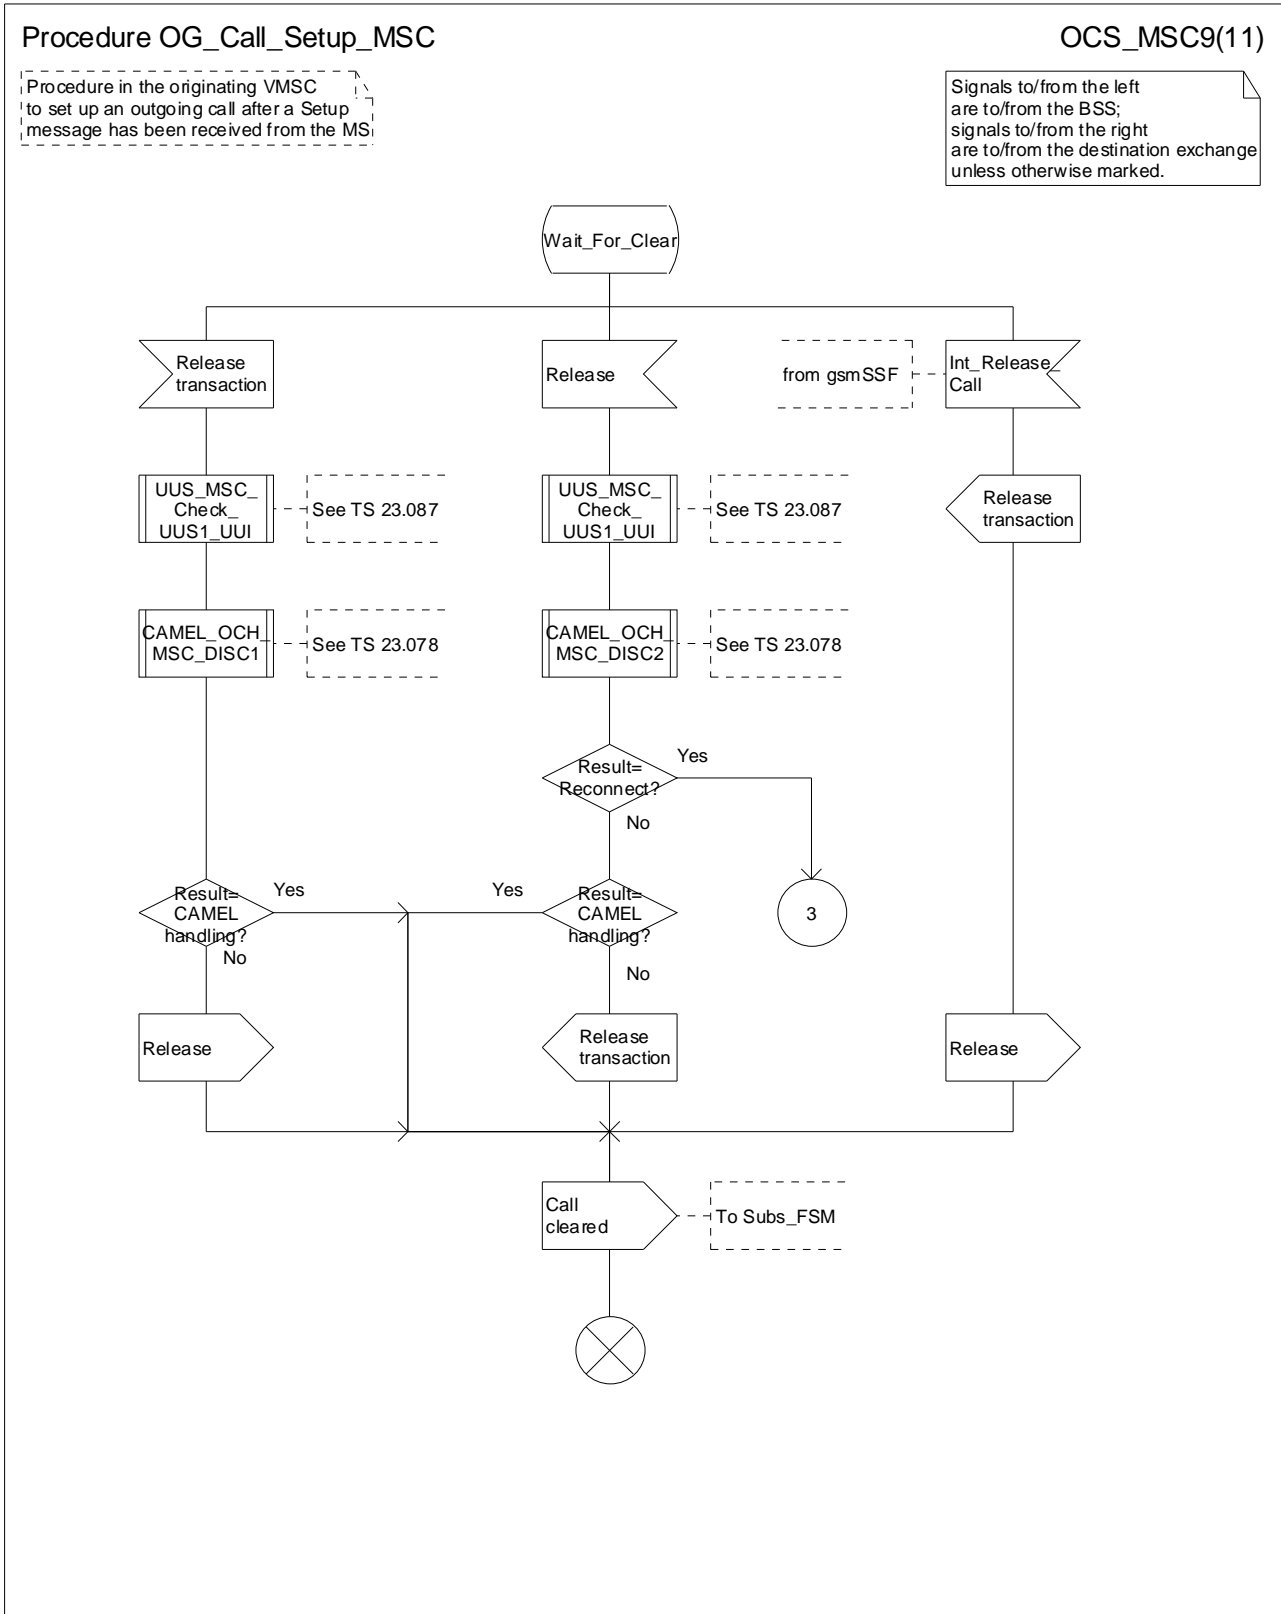 Procedure OG_Call_Setup_MSC
OCS_MSC9(11)
Procedure in the originating VMSC
to set up an outgoing call after a Setup
message has been received from the MS
Signals to/from the left
are to/from the BSS;
signals to/from the right
are to/from the destination exchange
unless otherwise marked.
Wait_For_Clear
Release
transaction
Release
from gsmSSF
Int_Release_
Call
UUS_MSC_
Check_
UUS1_UUI
See TS 23.087
UUS_MSC_
Check_
UUS1_UUI
See TS 23.087
Release
transaction
CAMEL_OCH_
MSC_DISC1
See TS 23.078
CAMEL_OCH_
MSC_DISC2
See TS 23.078
Result=
Reconnect?
Yes
No
Result=
CAMEL
handling?
Yes
No
Yes
Result=
CAMEL
handling?
No
3
Release
Release
transaction
Release
Call
cleared
To Subs_FSM